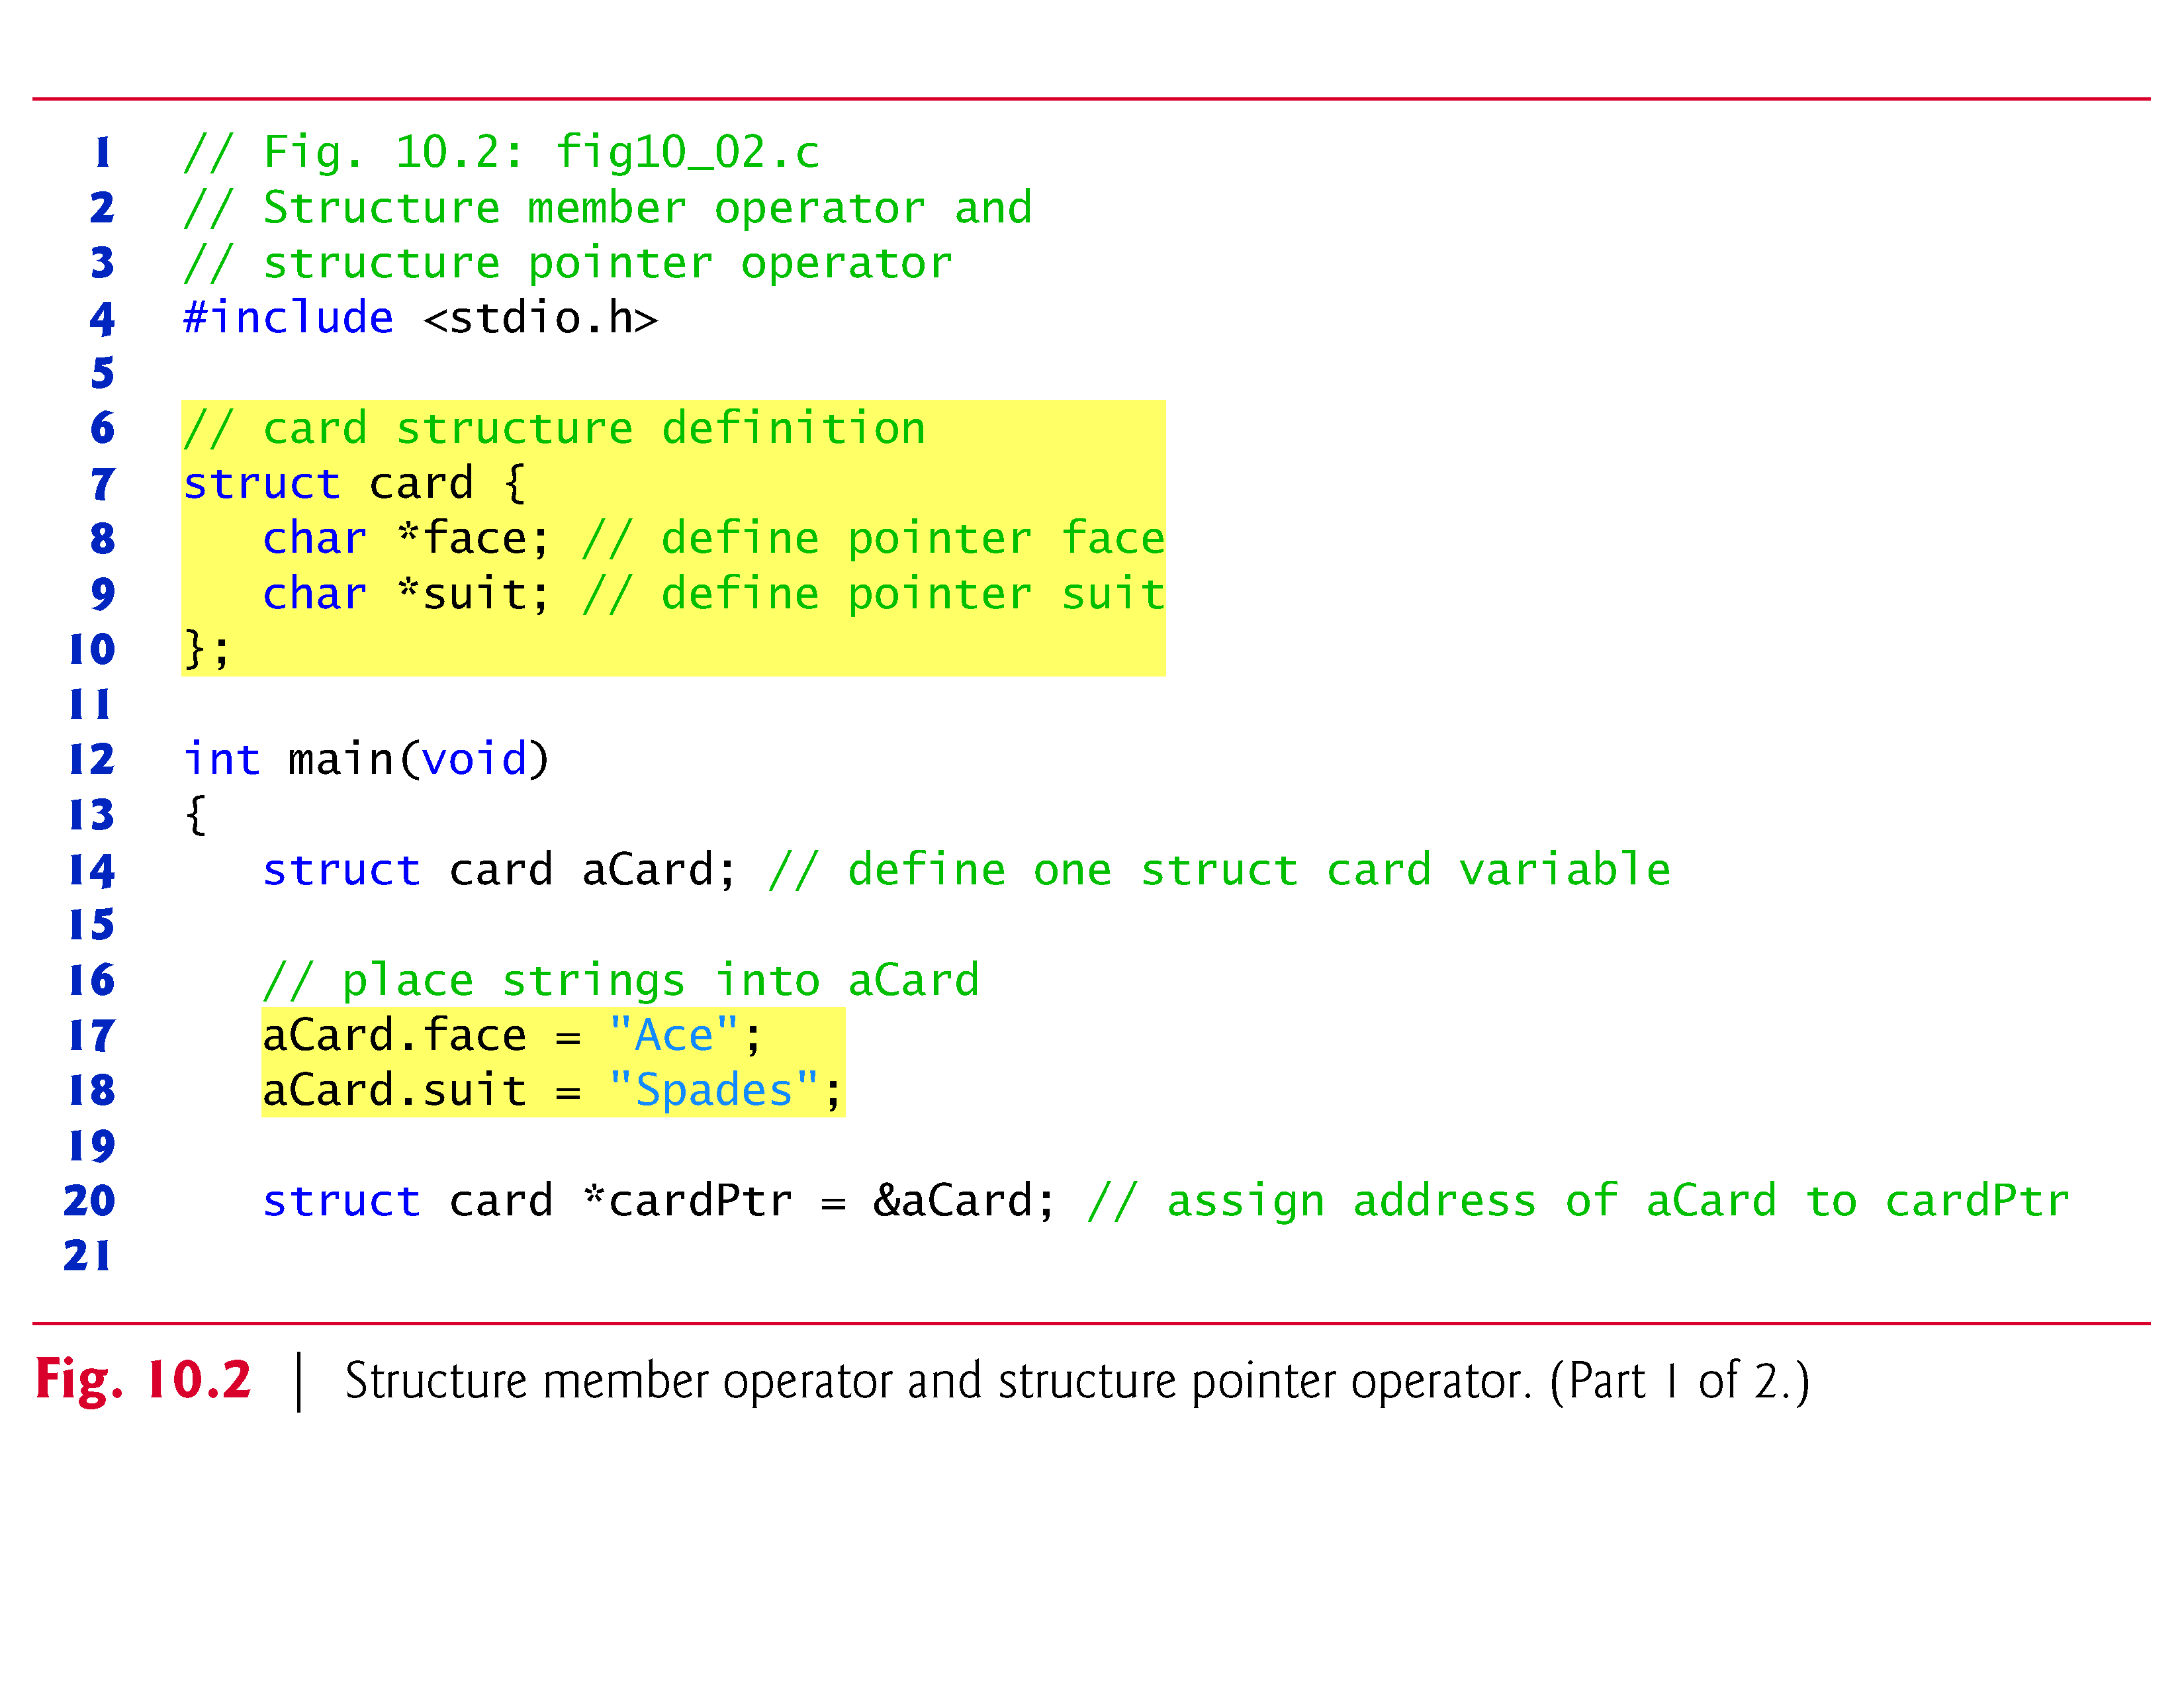 1 // Fig. 10.2: fig10_02.c
2 // Structure member operator and
3 // structure pointer operator
4 #include <stdio.h>
5
6 // card structure definition
7 struct card {
8    char *face; // define pointer face
9    char *suit; // define pointer suit
10 };
11
12 int main(void)
13 {
14    struct card aCard; // define one struct card variable
15
16    // place strings into aCard
17    aCard.face = "Ace";
18    aCard.suit = "Spades";
19
20    struct card *cardPtr = &aCard; // assign address of aCard to cardPtr
21
Fig. 10.2 | Structure member operator and structure pointer operator. (Part 1 of 2.)